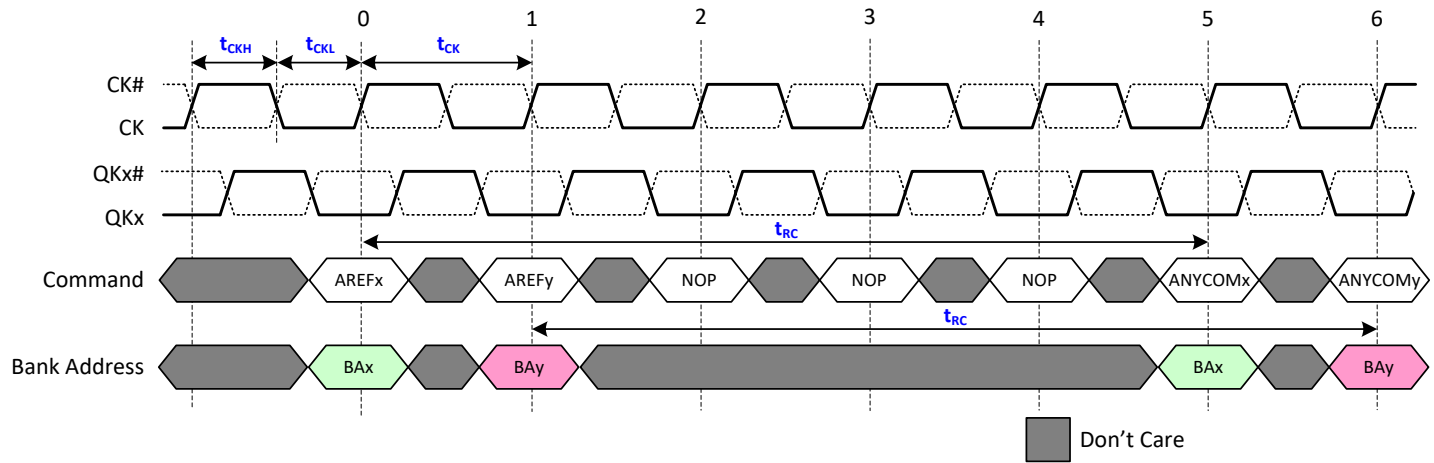 0 1 2 3 4 5 6
tCKH tCKL tCK
CK#
CK
QKx#
QKx
tRC
Command AREFx AREFy NOP NOP NOP ANYCOMx ANYCOMy
tRC
Bank Address BAx BAy BAx BAy
Don't Care